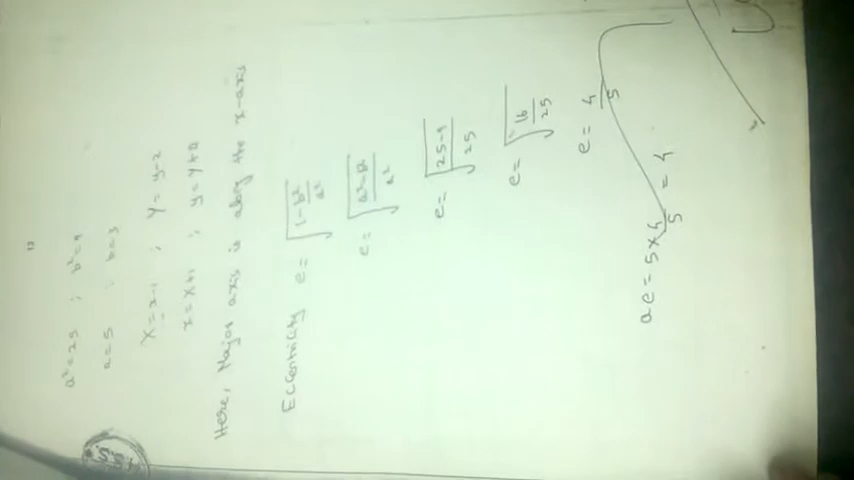 a²=25 ; b²=9
a=5 ; b=3
X=x-1 ; Y=y-2
x=X+1 ; y=Y+2
Here, Major axis is along the x-axis
Eccentricity e=√(1-b²/a²)
e=√(a²-b²/a²)
e=√(25-9/25)
e=√(16/25)
e=4/5
ae=5×4/5=4